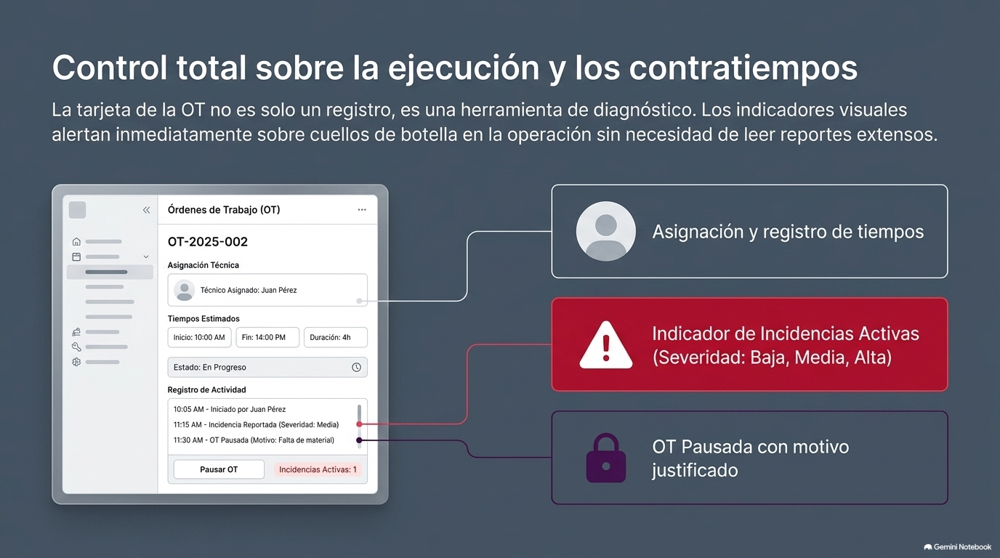 Control total sobre la ejecución y los contratiempos
La tarjeta de la OT no es solo un registro, es una herramienta de diagnóstico. Los indicadores visuales
alertan inmediatamente sobre cuellos de botella en la operación sin necesidad de leer reportes extensos.
Órdenes de Trabajo (OT)
OT-2025-002
Asignación Técnica
Técnico Asignado: Juan Pérez
Tiempos Estimados
Inicio: 10:00 AM
Fin: 14:00 PM
Duración: 4h
Estado: En Progreso
Registro de Actividad
10:05 AM - Iniciado por Juan Pérez
11:15 AM - Incidencia Reportada (Severidad: Media)
11:30 AM - OT Pausada (Motivo: Falta de material)
Pausar OT
Incidencias Activas: 1
Asignación y registro de tiempos
Indicador de Incidencias Activas
(Severidad: Baja, Media, Alta)
OT Pausada con motivo
justificado
Gemini Notebook